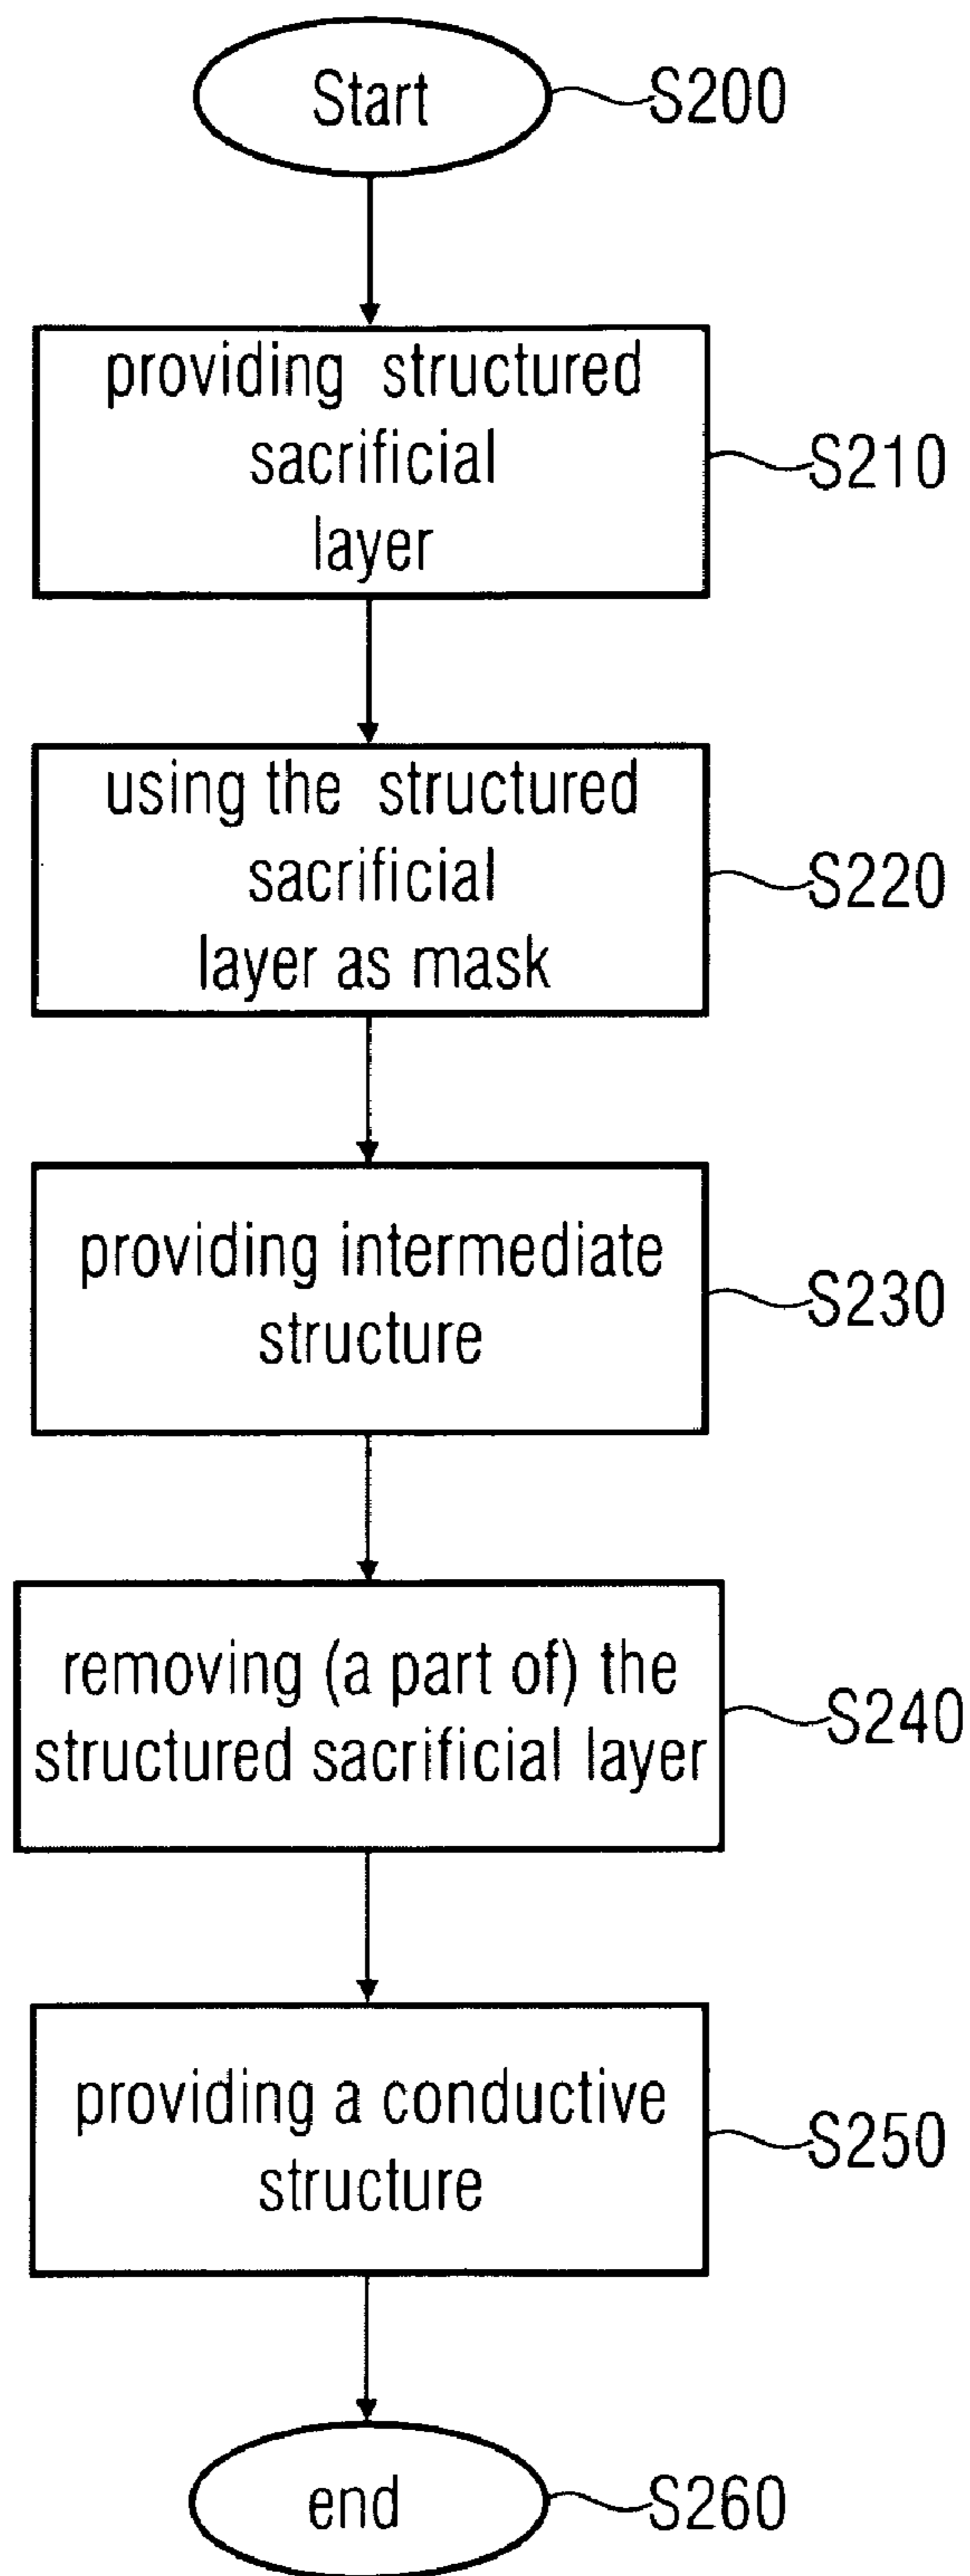 Start
S200
providing structured
sacrificial
layer
S210
using the structured
sacrificial
layer as mask
S220
providing intermediate
structure
S230
removing (a part of) the
structured sacrificial layer
S240
providing a conductive
structure
S250
end
S260